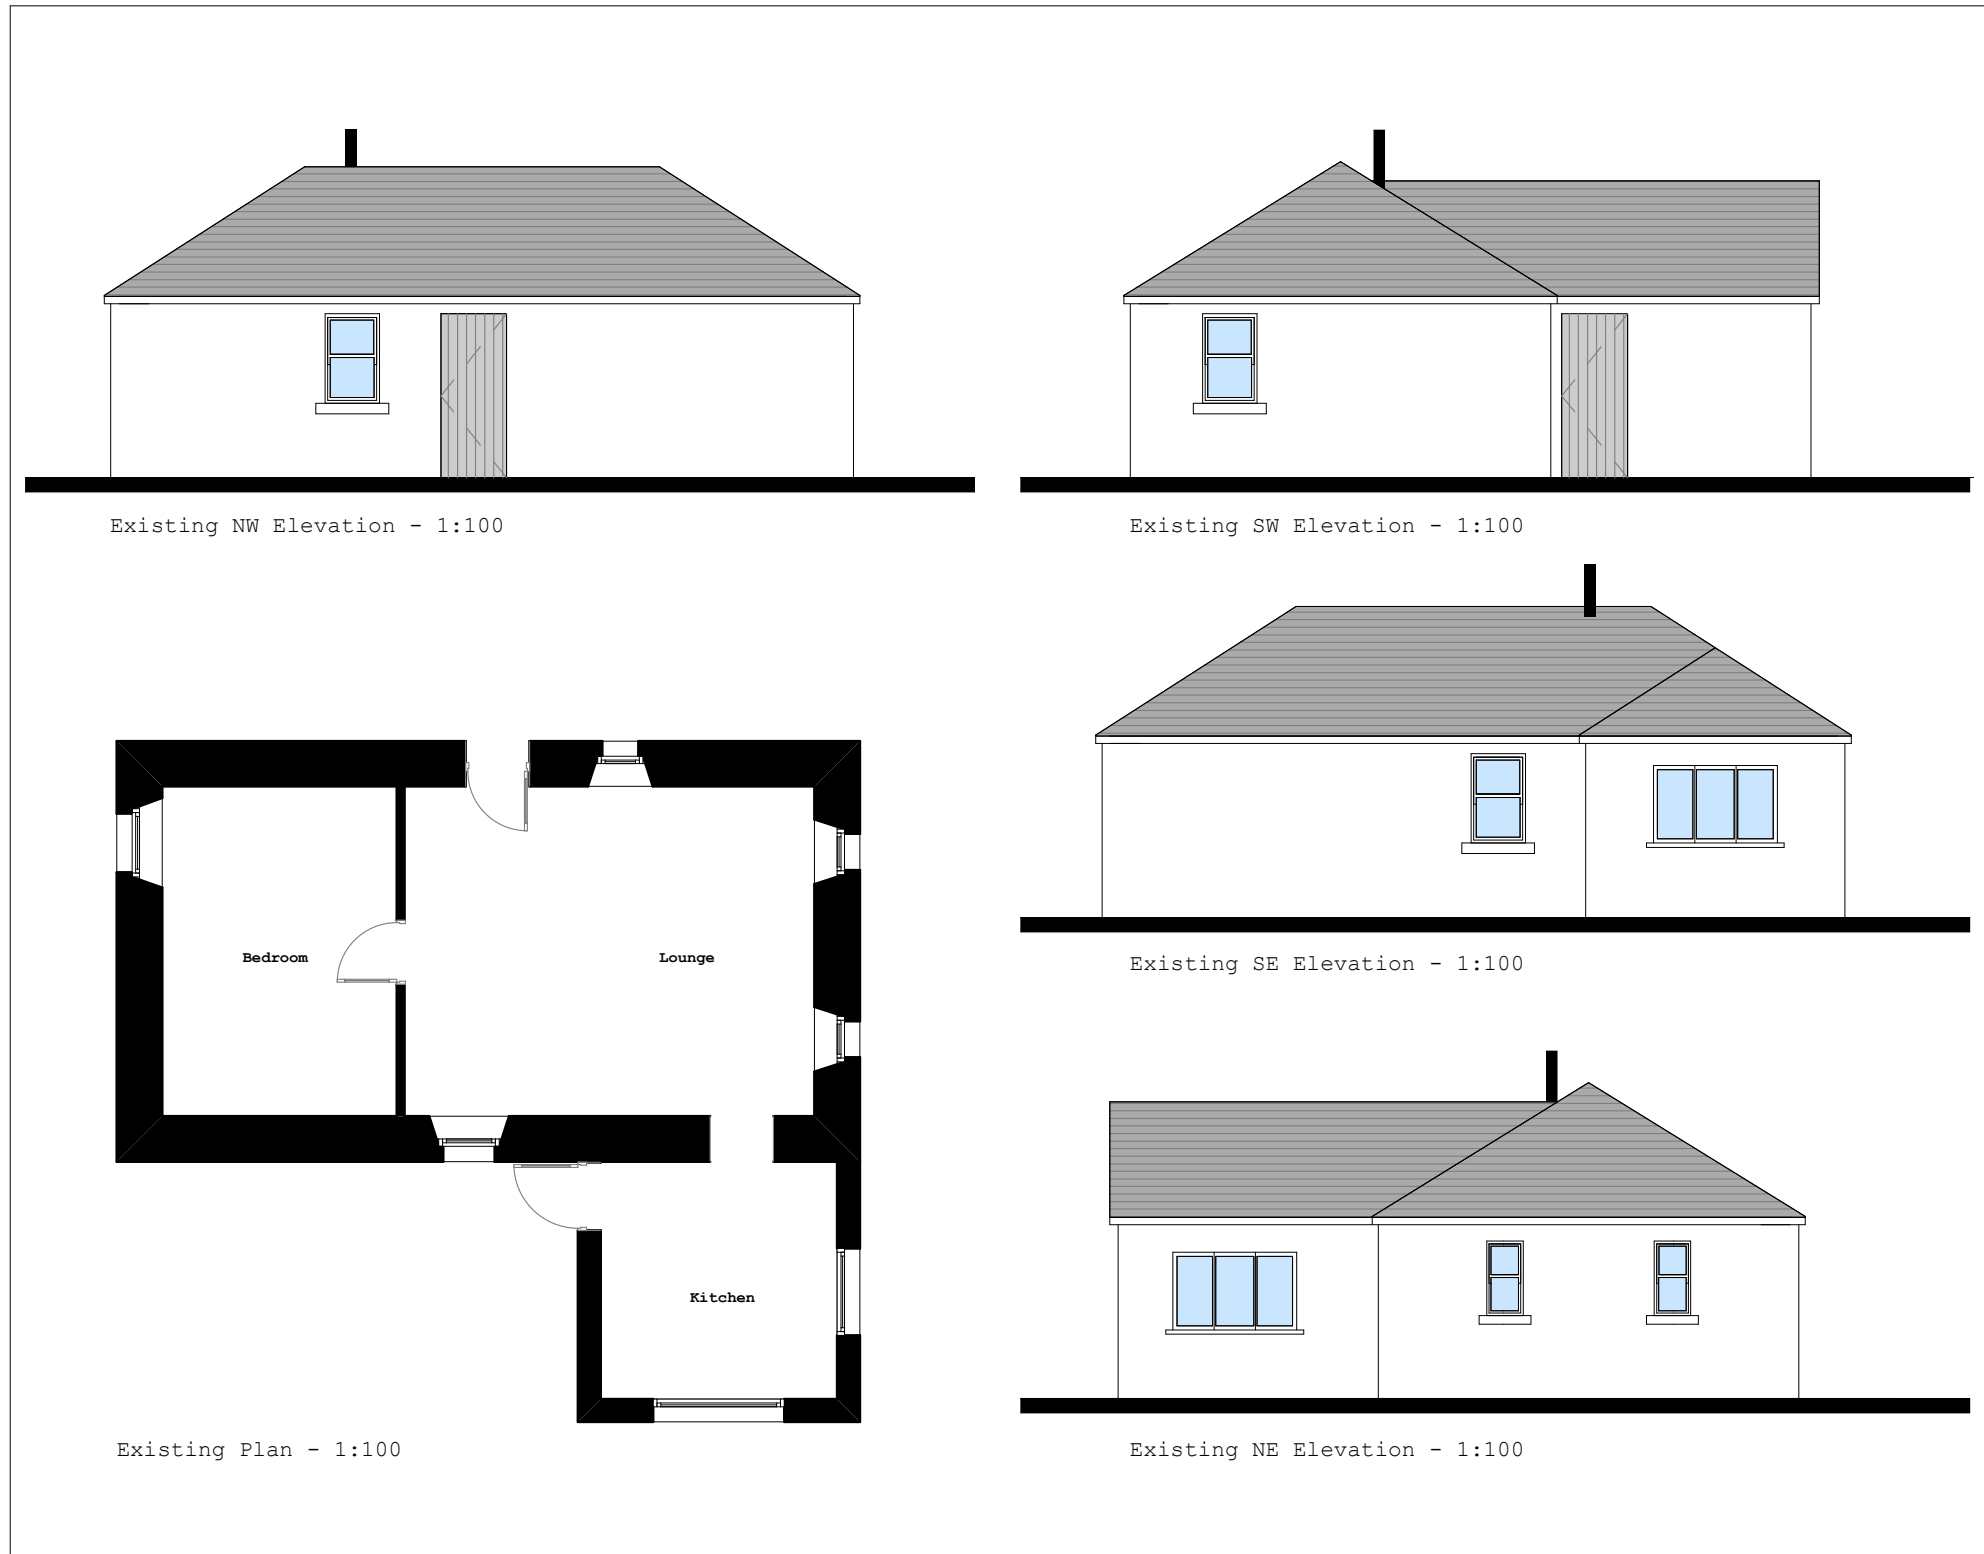 Existing NW Elevation - 1:100
Existing SW Elevation - 1:100
Existing SE Elevation - 1:100
Bedroom
Lounge
Kitchen
Existing Plan - 1:100
Existing NE Elevation - 1:100